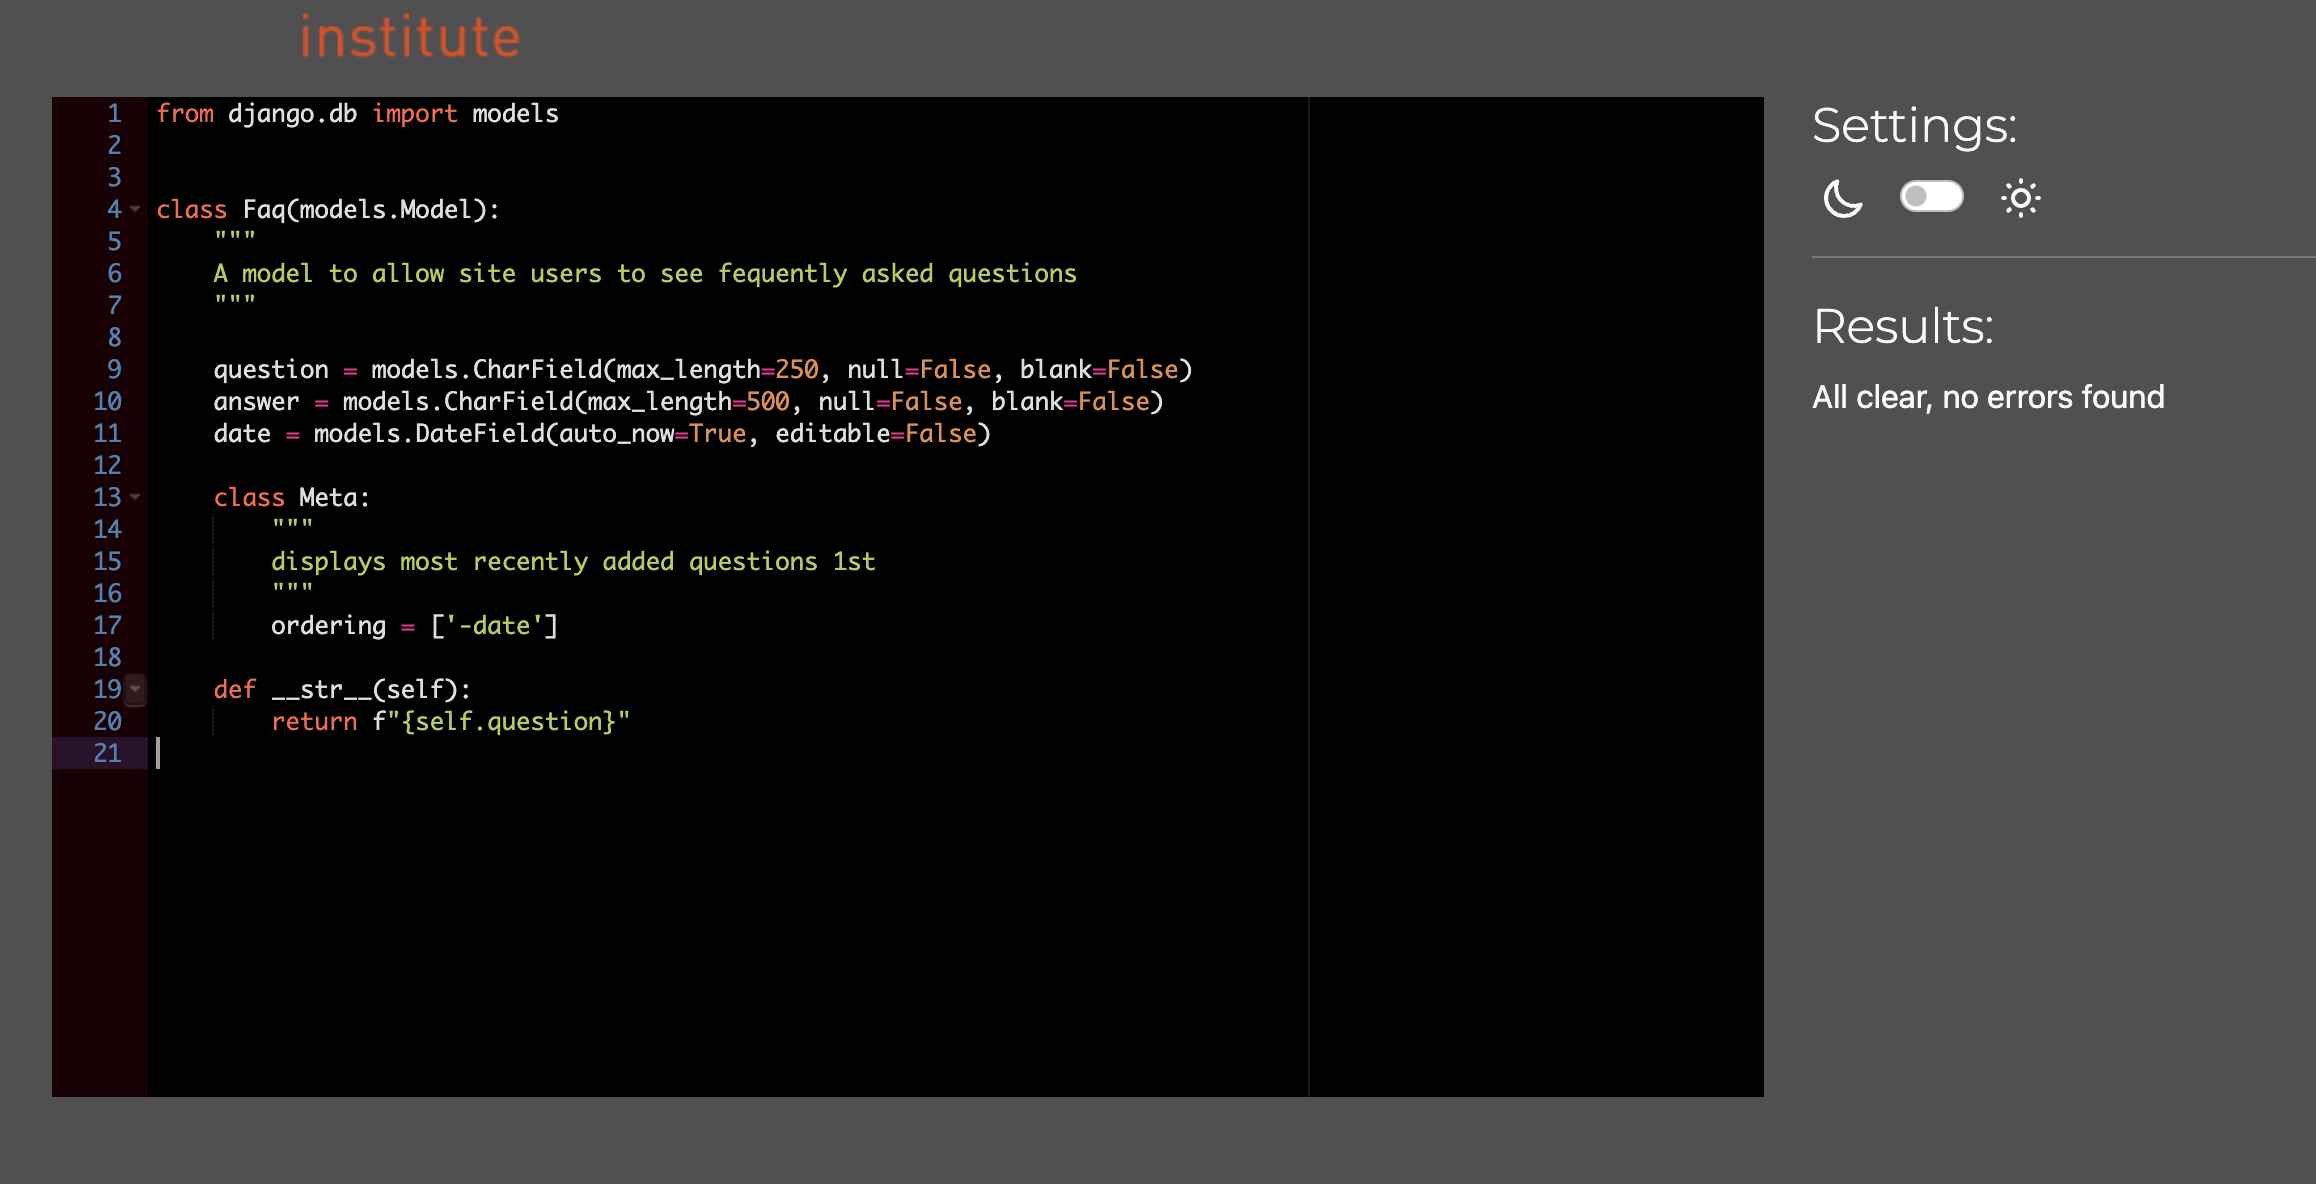 institute
1 from django.db import models
2
3
4 class Faq(models.Model):
5     """
6     A model to allow site users to see fequently asked questions
7     """
8
9     question = models.CharField(max_length=250, null=False, blank=False)
10     answer = models.CharField(max_length=500, null=False, blank=False)
11     date = models.DateField(auto_now=True, editable=False)
12
13     class Meta:
14         """
15         displays most recently added questions 1st
16         """
17         ordering = ['-date']
18
19     def __str__(self):
20         return f"{self.question}"
21
Settings:
Results:
All clear, no errors found